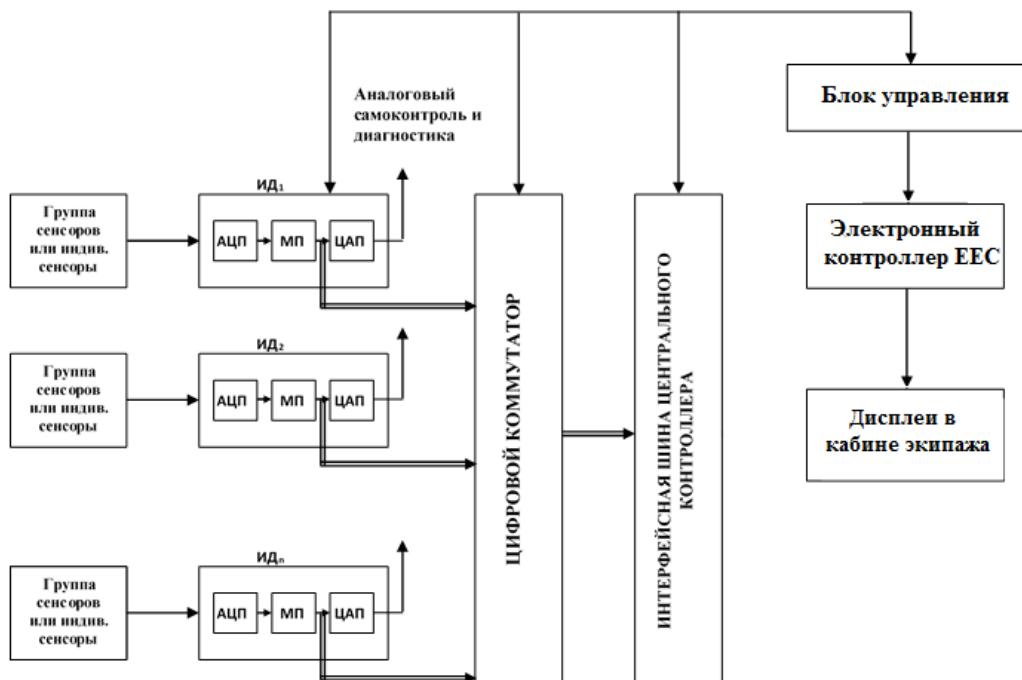 Аналоговый
самоконтроль и
диагностика
Блок управления
ИД₁
Группа
сенсоров
или индив.
сенсоры
АЦП
МП
ЦАП
Электронный
контроллер EEC
ИД₂
Группа
сенсоров
или индив.
сенсоры
АЦП
МП
ЦАП
ЦИФРОВОЙ КОММУТАТОР
ИНТЕРФЕЙСНАЯ ШИНА ЦЕНТРАЛЬНОГО
КОНТРОЛЛЕРА
Дисплеи в
кабине экипажа
ИДₙ
Группа
сенсоров
или индив.
сенсоры
АЦП
МП
ЦАП